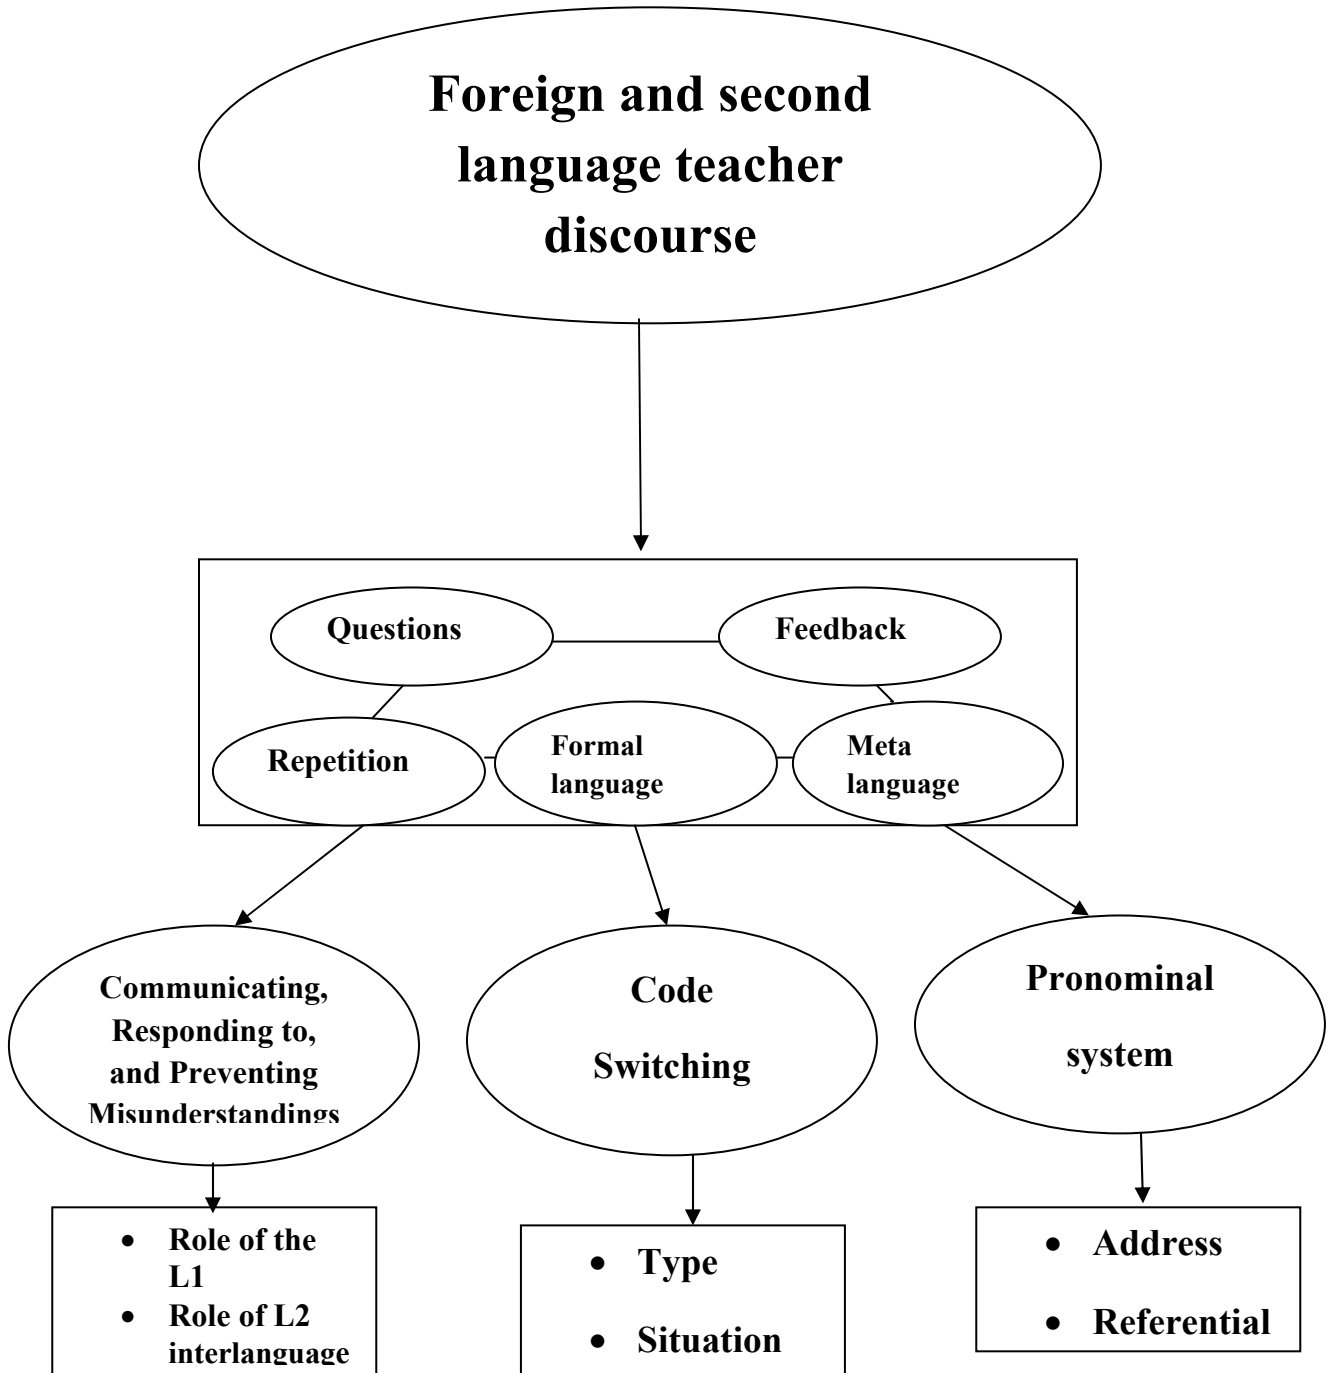 Foreign and second
language teacher
discourse
Questions
Feedback
Repetition
Formal
language
Meta
language
Communicating,
Responding to,
and Preventing
Misunderstandings
Code
Switching
Pronominal
system
• Role of the
L1
• Role of L2
interlanguage
• Type
• Situation
• Address
• Referential